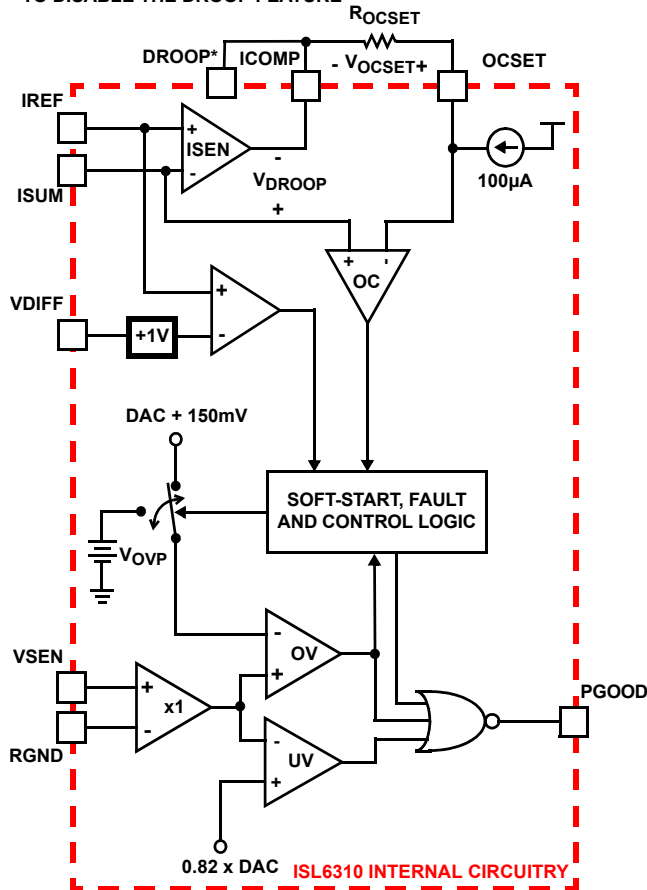 TO DISABLE THE DROOP FEATURE
ROCSET
DROOP*
ICOMP
- VOCSET+
OCSET
IREF
+
ISEN
-
ISUM
-
VDROOP
+
100µA
+ -
OC
VDIFF
+1V
+
-
DAC + 150mV
SOFT-START, FAULT
AND CONTROL LOGIC
VOVP
-
OV
+
VSEN
+
x1
-
RGND
PGOOD
-
UV
+
0.82 x DAC
ISL6310 INTERNAL CIRCUITRY